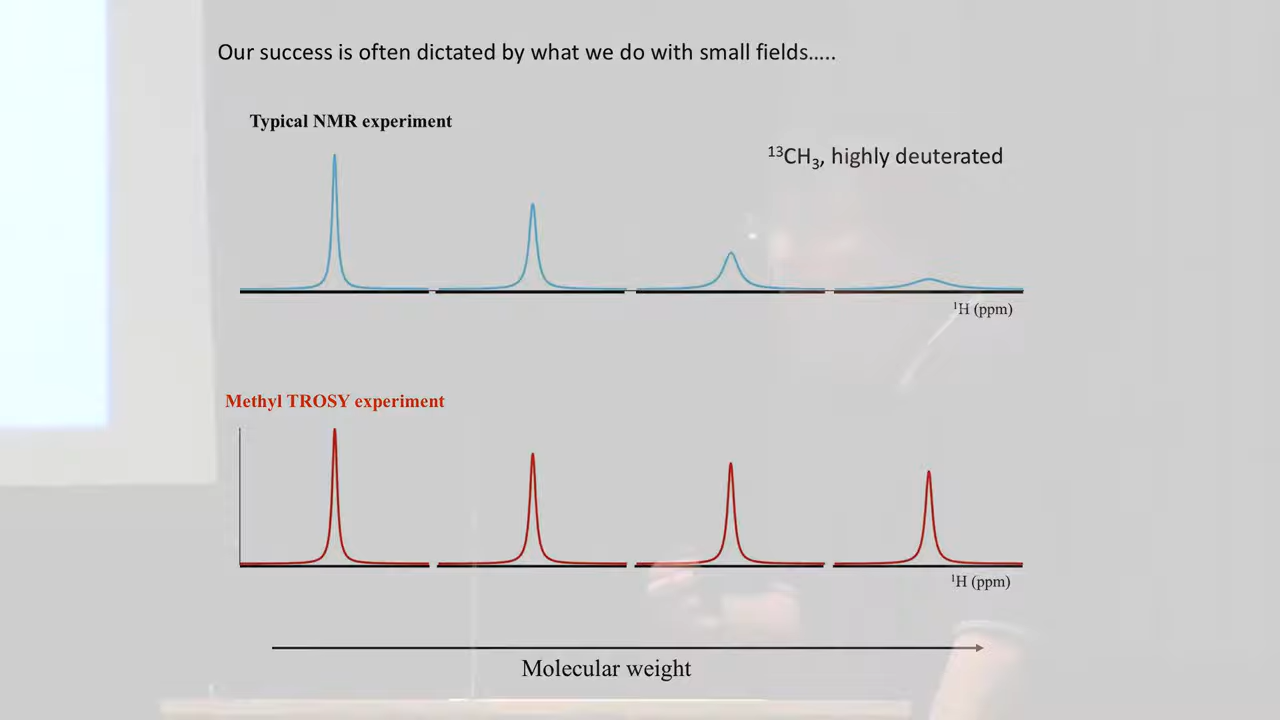 Our success is often dictated by what we do with small fields.....
Typical NMR experiment
¹³CH₃, highly deuterated
¹H (ppm)
Methyl TROSY experiment
¹H (ppm)
Molecular weight